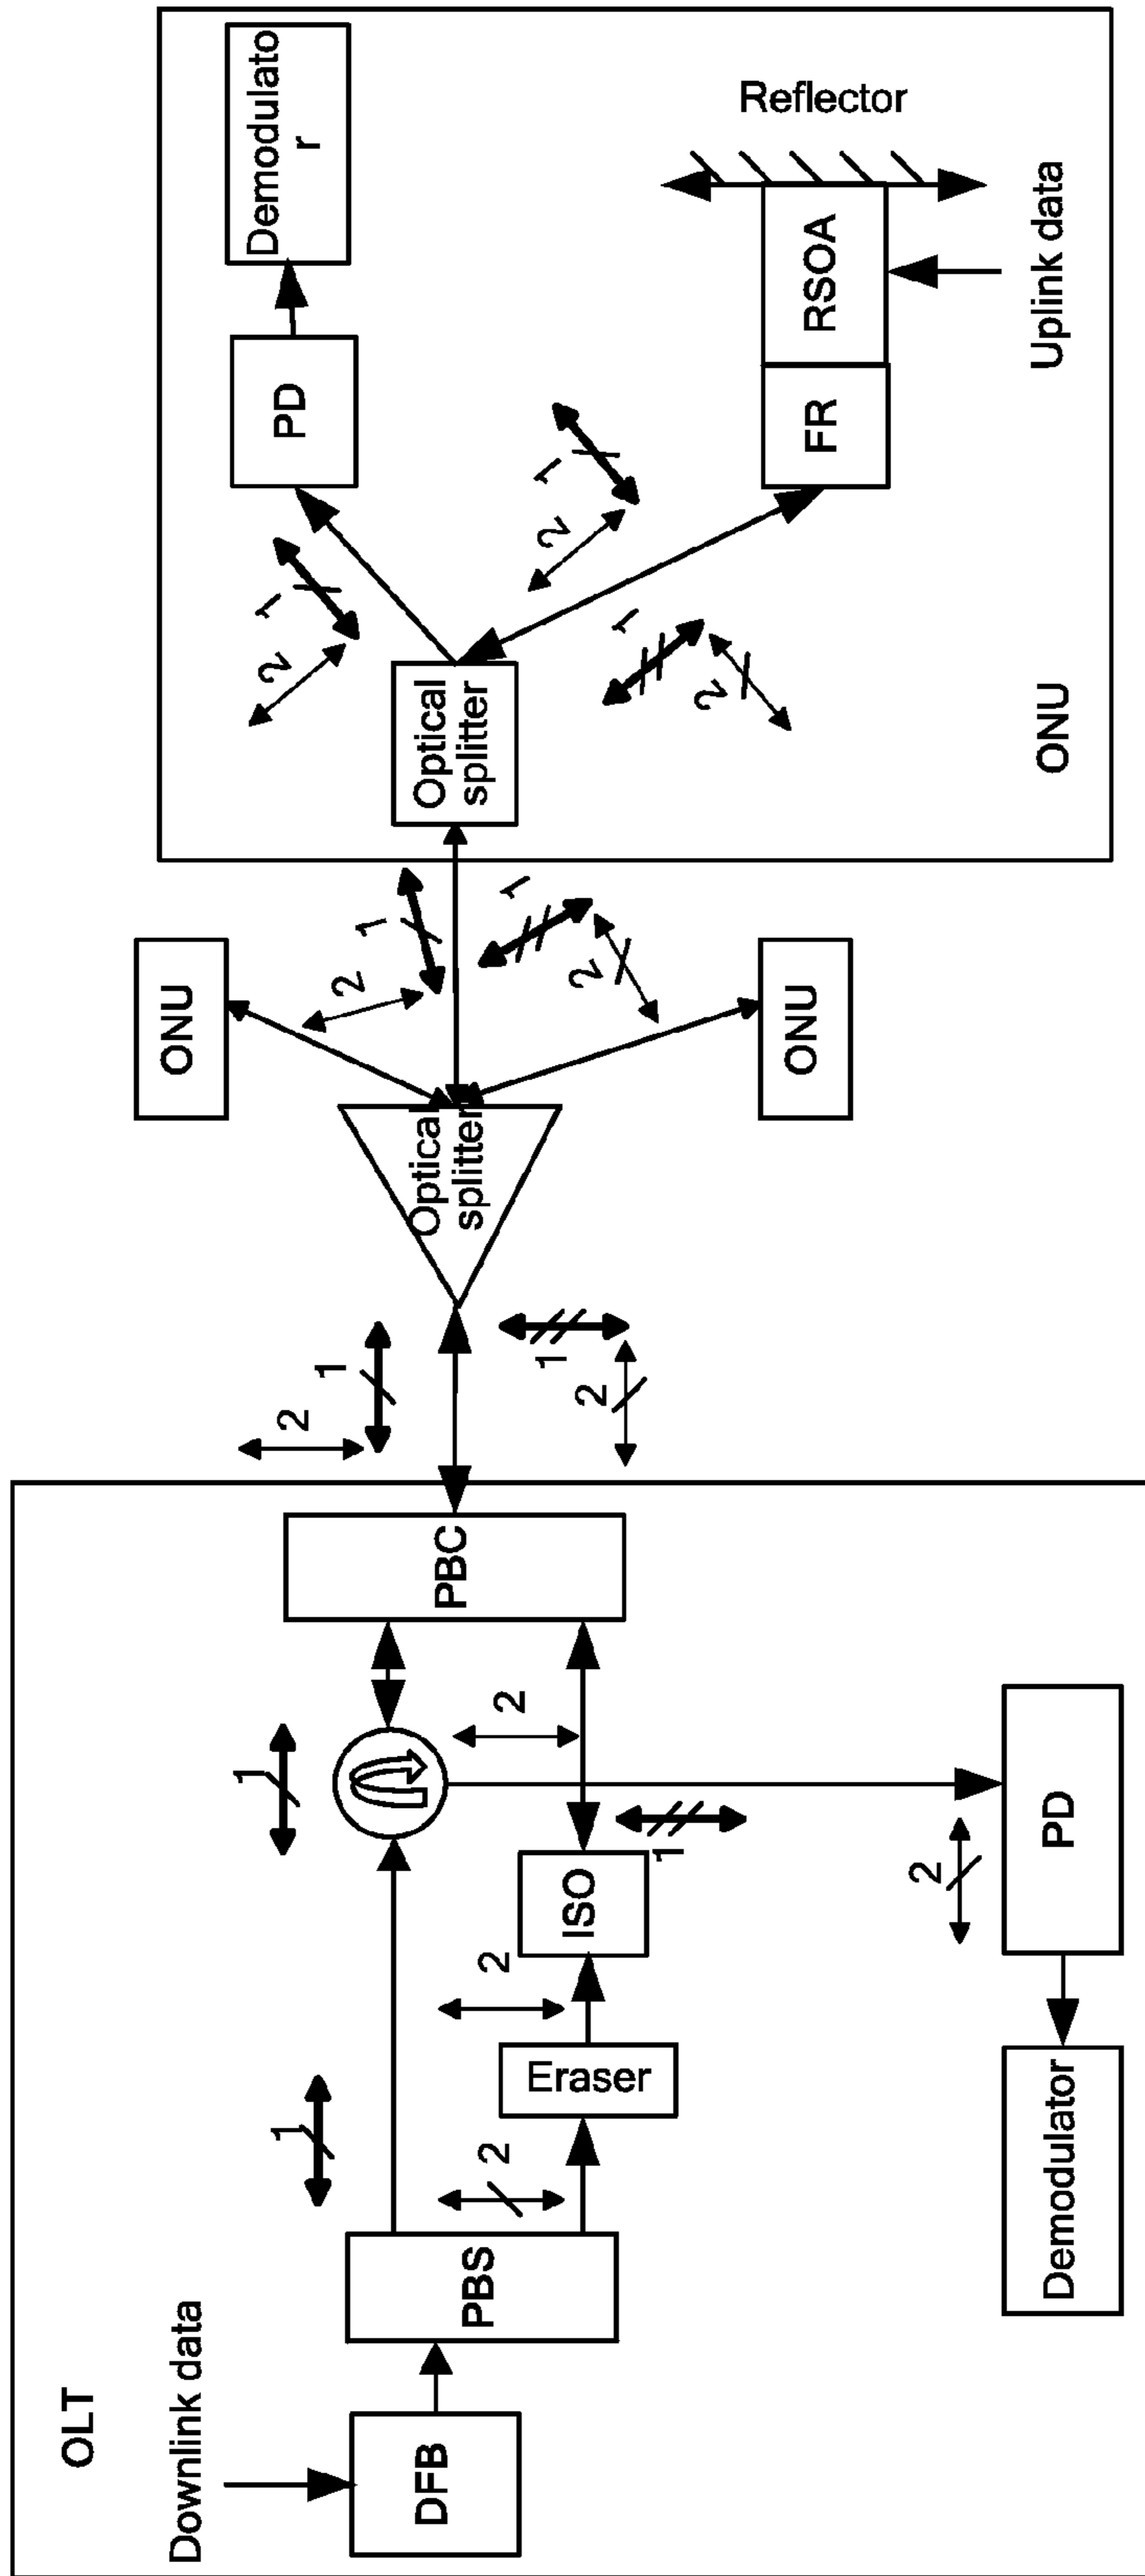 OLT
Downlink data
DFB
PBS
1
2
Eraser
2
ISO
1
2
1
PBC
2
PD
Demodulator
2
1
1
2
Optical
splitter
ONU
ONU
2
1
1
2
ONU
Optical
splitter
2
1
PD
Demodulato
r
2
1
1
2
FR
RSOA
Reflector
Uplink data